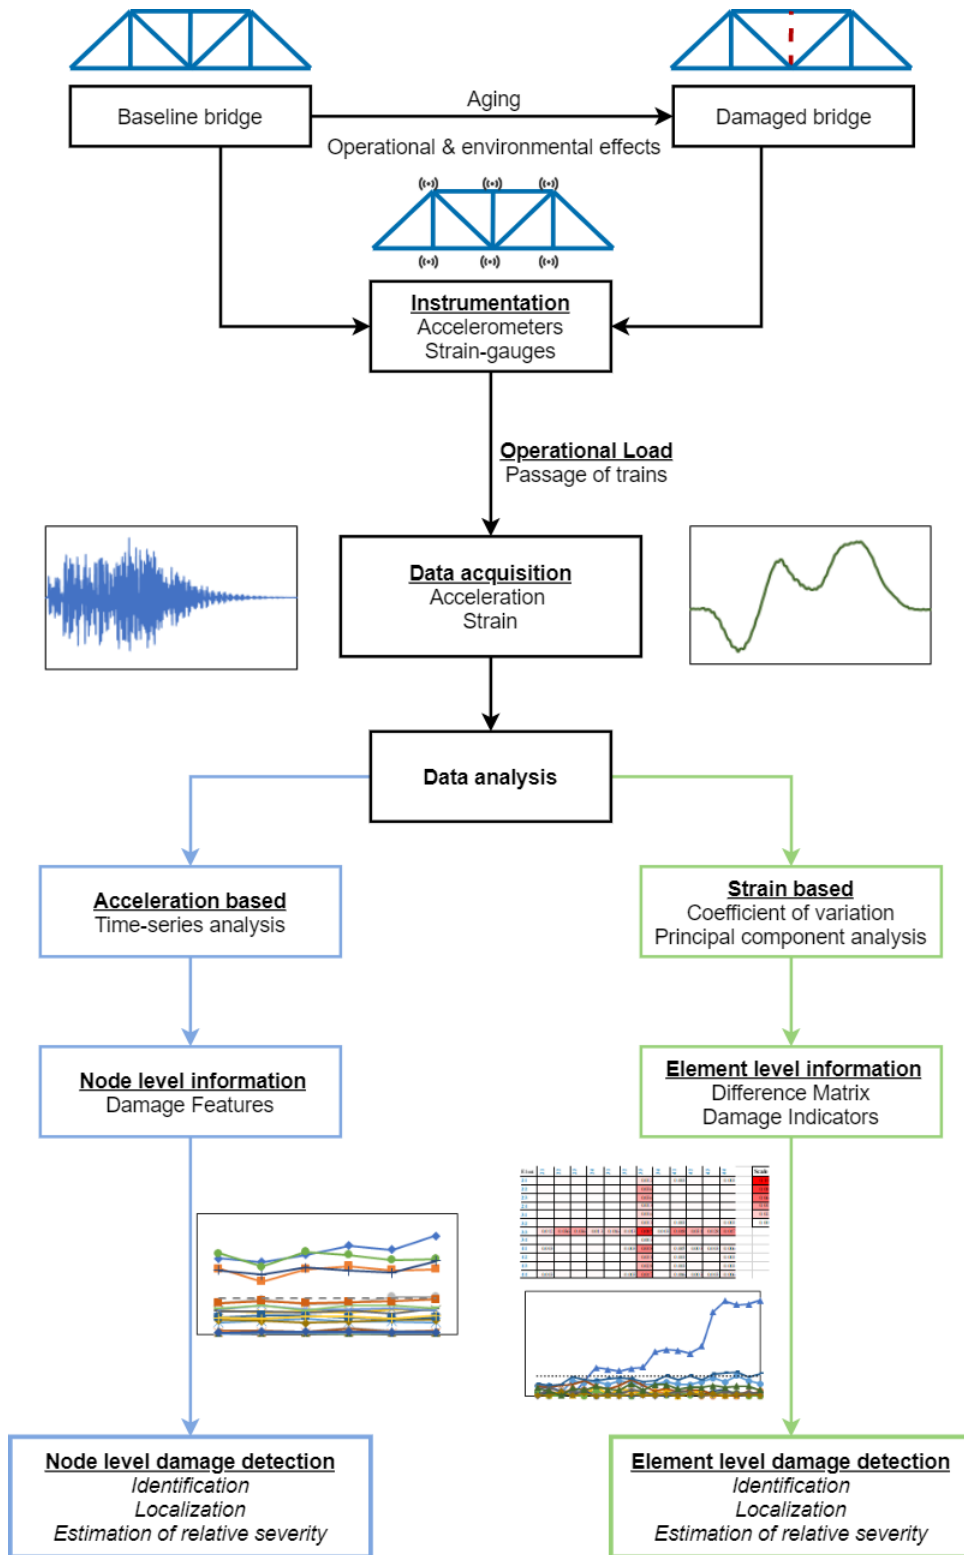 Baseline bridge
Aging
Damaged bridge
Operational & environmental effects
Instrumentation
Accelerometers
Strain-gauges
Operational Load
Passage of trains
Data acquisition
Acceleration
Strain
Data analysis
Acceleration based
Time-series analysis
Strain based
Coefficient of variation
Principal component analysis
Node level information
Damage Features
Element level information
Difference Matrix
Damage Indicators
Scale
Node level damage detection
Identification
Localization
Estimation of relative severity
Element level damage detection
Identification
Localization
Estimation of relative severity